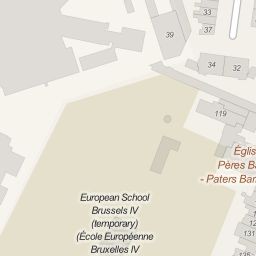 33
37
39
34
32
119
Églis
Pères Ba
- Paters Bar
European School
Brussels IV
(temporary)
(École Européenne
Bruxelles IV